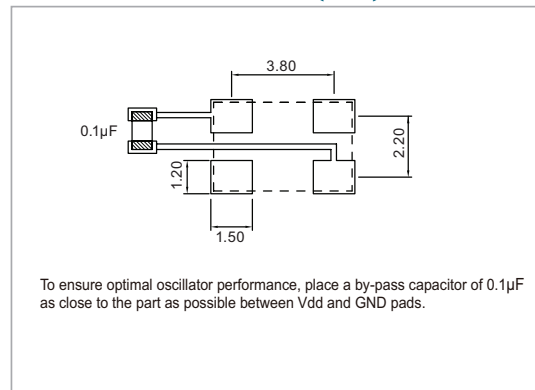 3.80
0.1µF
2.20
1.20
1.50
To ensure optimal oscillator performance, place a by-pass capacitor of 0.1µF
as close to the part as possible between Vdd and GND pads.